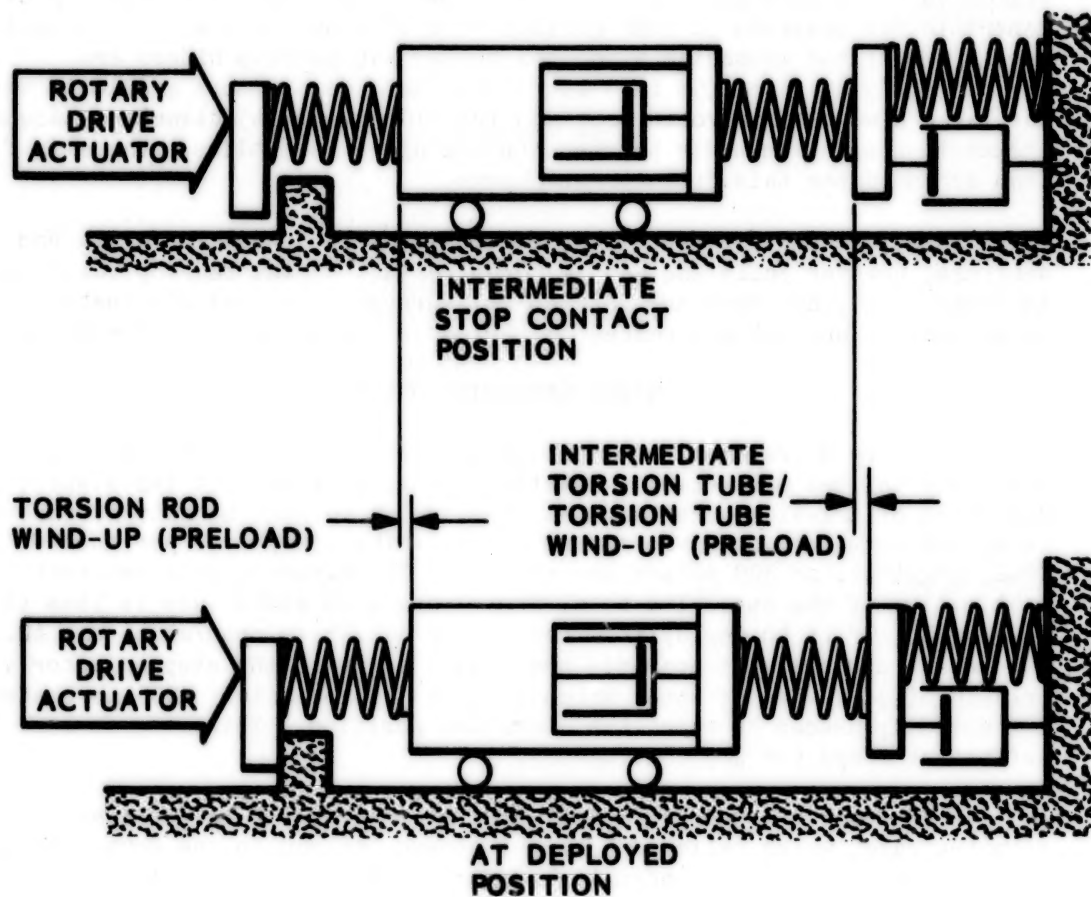 ROTARY
DRIVE
ACTUATOR
INTERMEDIATE
STOP CONTACT
POSITION
TORSION ROD
WIND-UP (PRELOAD)
INTERMEDIATE
TORSION TUBE/
TORSION TUBE
WIND-UP (PRELOAD)
ROTARY
DRIVE
ACTUATOR
AT DEPLOYED
POSITION